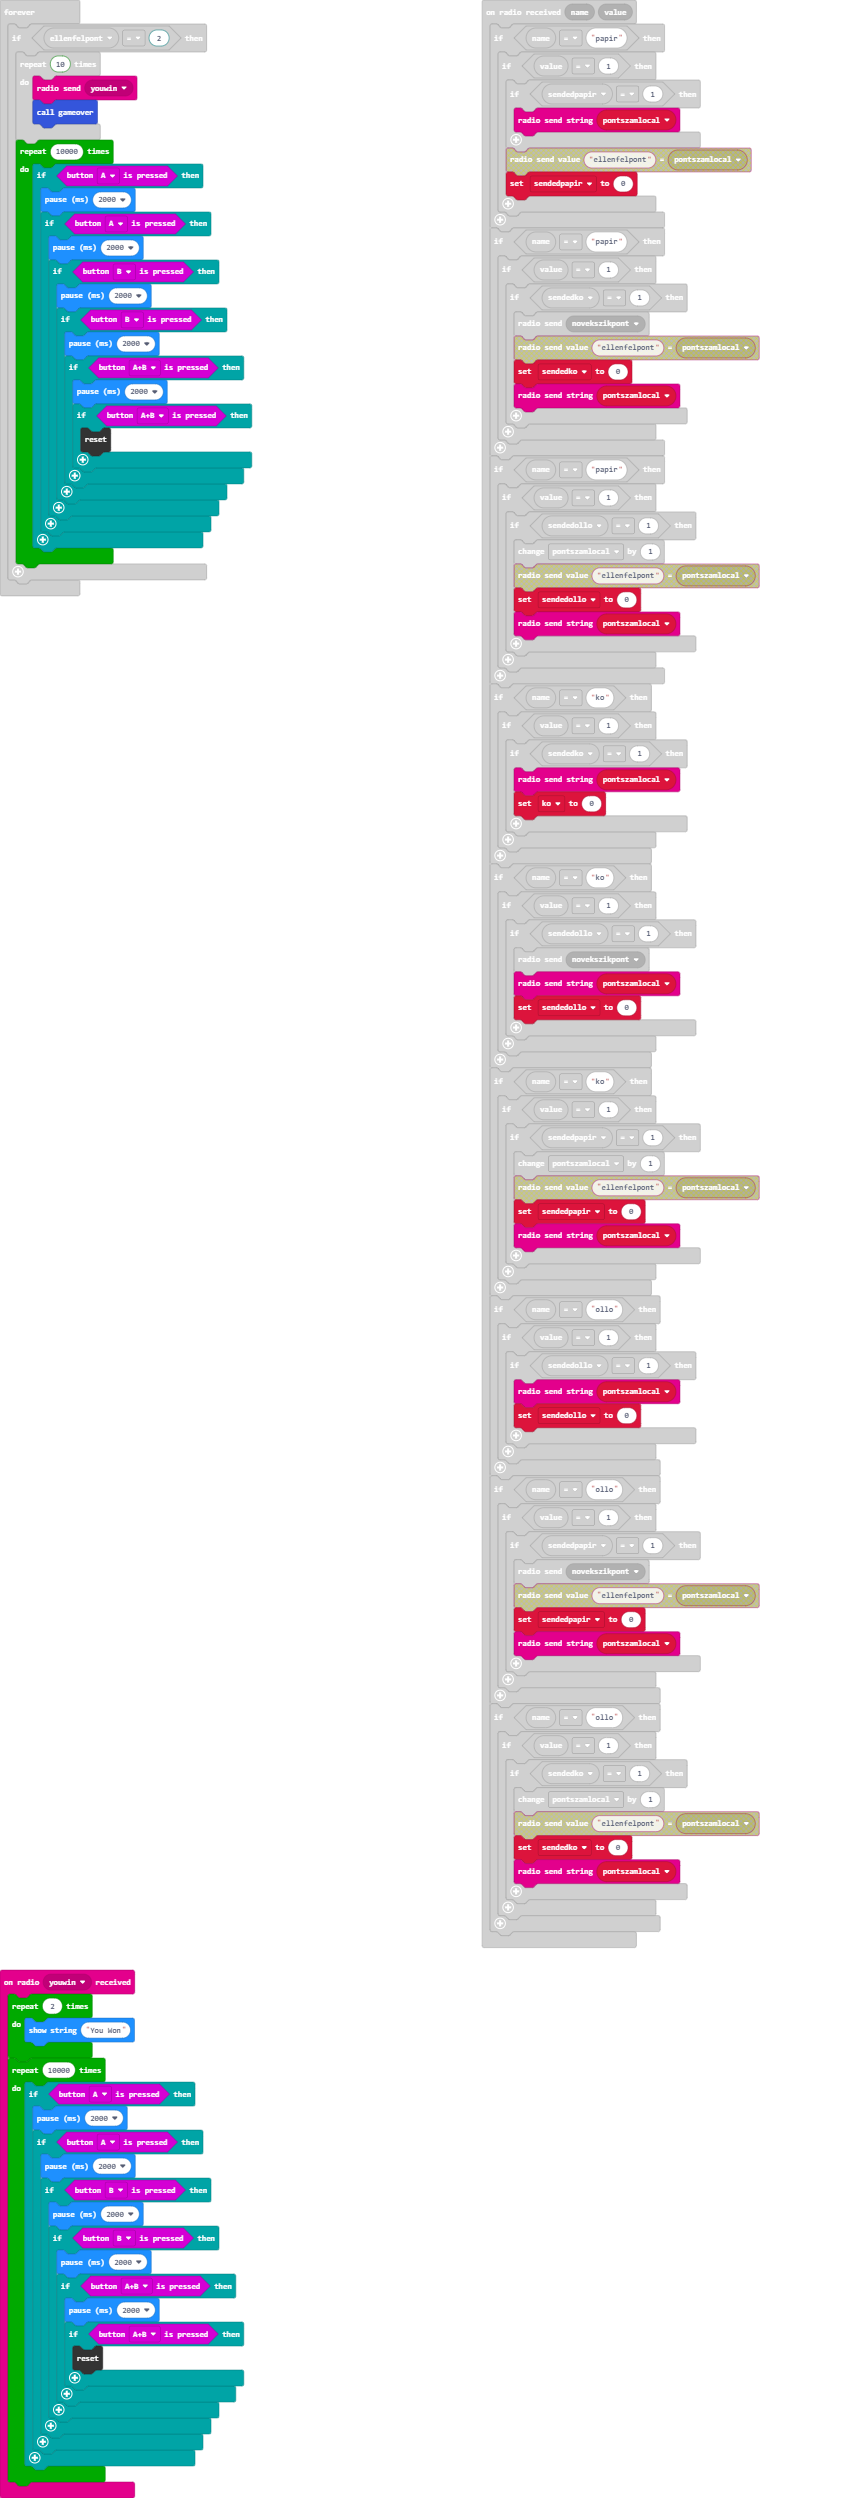 forever
if ellenfelpont = 2 then
repeat 10 times
do radio send youwin
call gameover
repeat 10000 times
do if button A is pressed then
pause (ms) 2000
if button A is pressed then
pause (ms) 2000
if button B is pressed then
pause (ms) 2000
if button B is pressed then
pause (ms) 2000
if button A+B is pressed then
pause (ms) 2000
if button A+B is pressed then
reset
on radio received name value
if name = "papir" then
if value = 1 then
if sendedpapir = 1 then
radio send string pontszamlocal
radio send value "ellenfelpont" = pontszamlocal
set sendedpapir to 0
if name = "papir" then
if value = 1 then
if sendedko = 1 then
radio send novekszikpont
radio send value "ellenfelpont" = pontszamlocal
set sendedko to 0
radio send string pontszamlocal
if name = "papir" then
if value = 1 then
if sendedollo = 1 then
change pontszamlocal by 1
radio send value "ellenfelpont" = pontszamlocal
set sendedollo to 0
radio send string pontszamlocal
if name = "ko" then
if value = 1 then
if sendedko = 1 then
radio send string pontszamlocal
set ko to 0
if name = "ko" then
if value = 1 then
if sendedollo = 1 then
radio send novekszikpont
radio send string pontszamlocal
set sendedollo to 0
if name = "ko" then
if value = 1 then
if sendedpapir = 1 then
change pontszamlocal by 1
radio send value "ellenfelpont" = pontszamlocal
set sendedpapir to 0
radio send string pontszamlocal
if name = "ollo" then
if value = 1 then
if sendedollo = 1 then
radio send string pontszamlocal
set sendedollo to 0
if name = "ollo" then
if value = 1 then
if sendedpapir = 1 then
radio send novekszikpont
radio send value "ellenfelpont" = pontszamlocal
set sendedpapir to 0
radio send string pontszamlocal
if name = "ollo" then
if value = 1 then
if sendedko = 1 then
change pontszamlocal by 1
radio send value "ellenfelpont" = pontszamlocal
set sendedko to 0
radio send string pontszamlocal
on radio youwin received
repeat 2 times
do show string "You Won"
repeat 10000 times
do if button A is pressed then
pause (ms) 2000
if button A is pressed then
pause (ms) 2000
if button B is pressed then
pause (ms) 2000
if button B is pressed then
pause (ms) 2000
if button A+B is pressed then
pause (ms) 2000
if button A+B is pressed then
reset